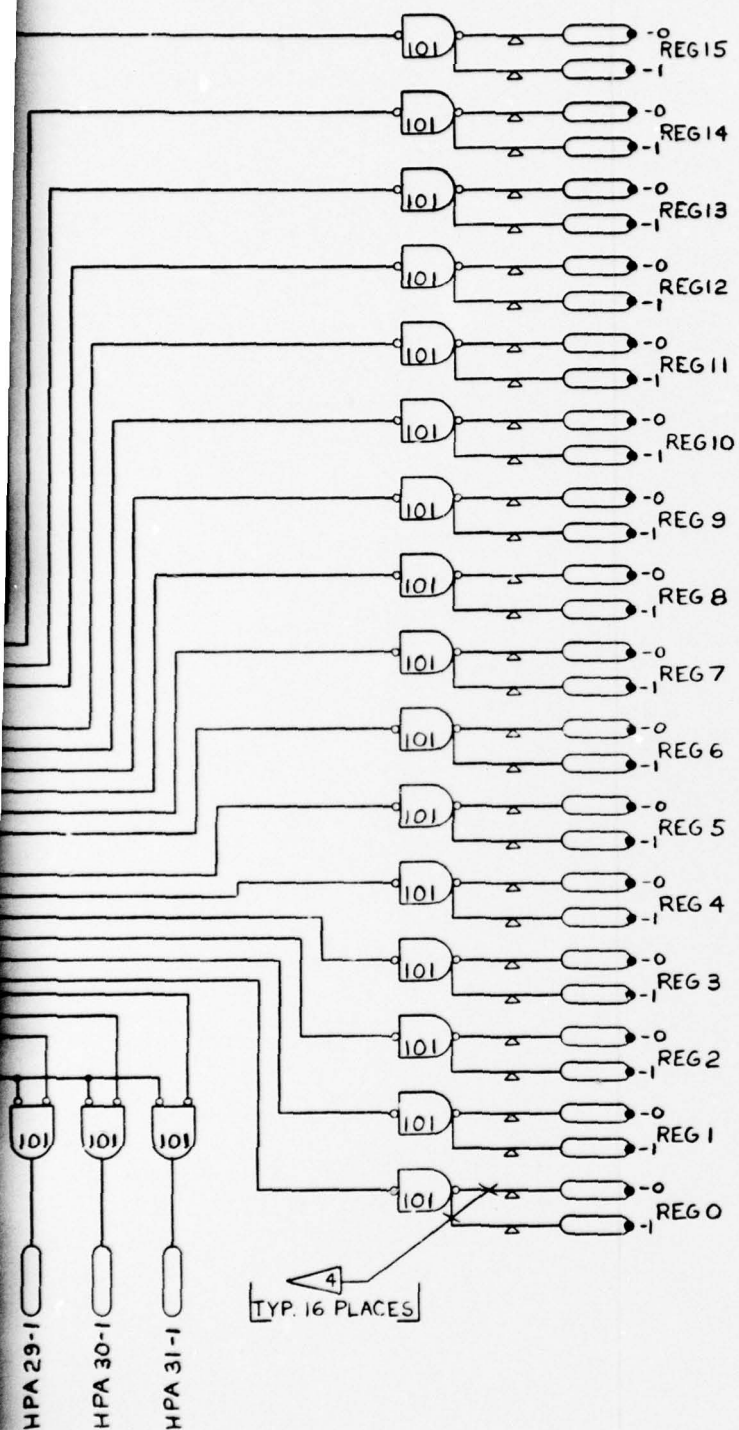 101 -0
REG15
-1
101 -0
REG14
-1
101 -0
REG13
-1
101 -0
REG12
-1
101 -0
REG11
-1
101 -0
REG10
-1
101 -0
REG 9
-1
101 -0
REG 8
-1
101 -0
REG 7
-1
101 -0
REG 6
-1
101 -0
REG 5
-1
101 -0
REG 4
-1
101 -0
REG 3
-1
101 -0
REG2
-1
101 -0
REG 1
-1
101 101 101
101 -0
REG 0
-1
4
TYP. 16 PLACES
HPA 29-1
HPA 30-1
HPA 31-1